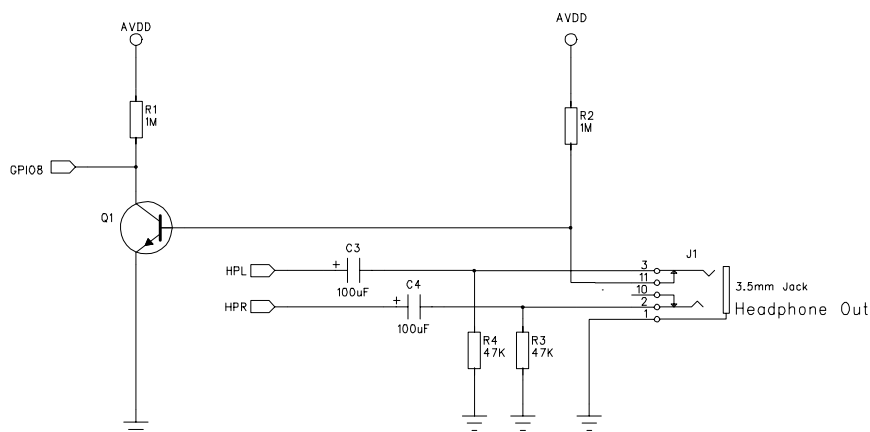 AVDD
AVDD
R1
1M
R2
1M
GPIO8
Q1
C3
+
100uF
HPL
C4
+
100uF
HPR
J1
3
11
10
2
1
3.5mm Jack
Headphone Out
R4
47K
R3
47K